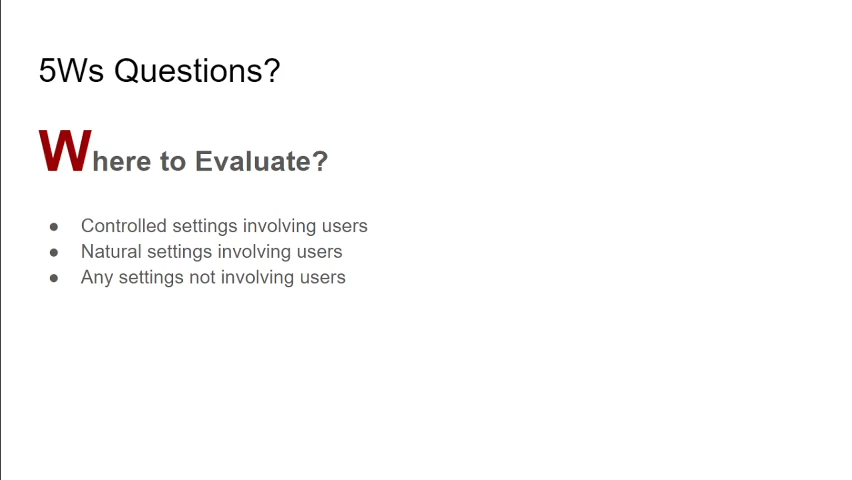 5Ws Questions?
Where to Evaluate?
● Controlled settings involving users
● Natural settings involving users
● Any settings not involving users